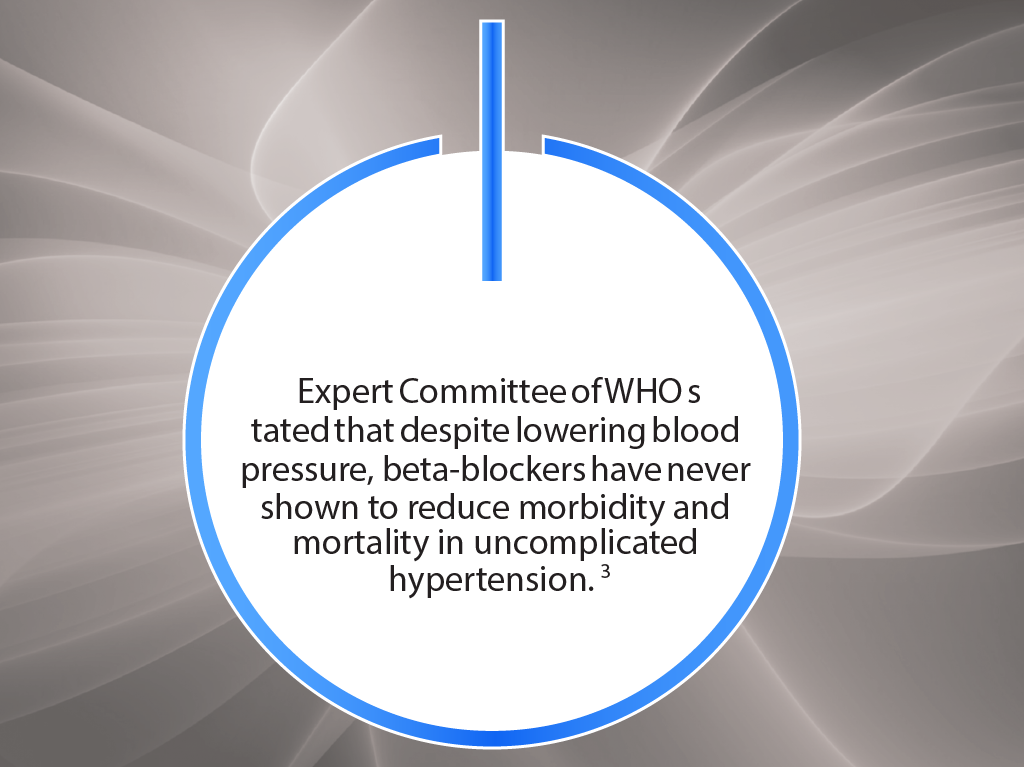 Expert Committee of WHO s
tated that despite lowering blood
pressure, beta-blockers have never
shown to reduce morbidity and
mortality in uncomplicated
hypertension. 3